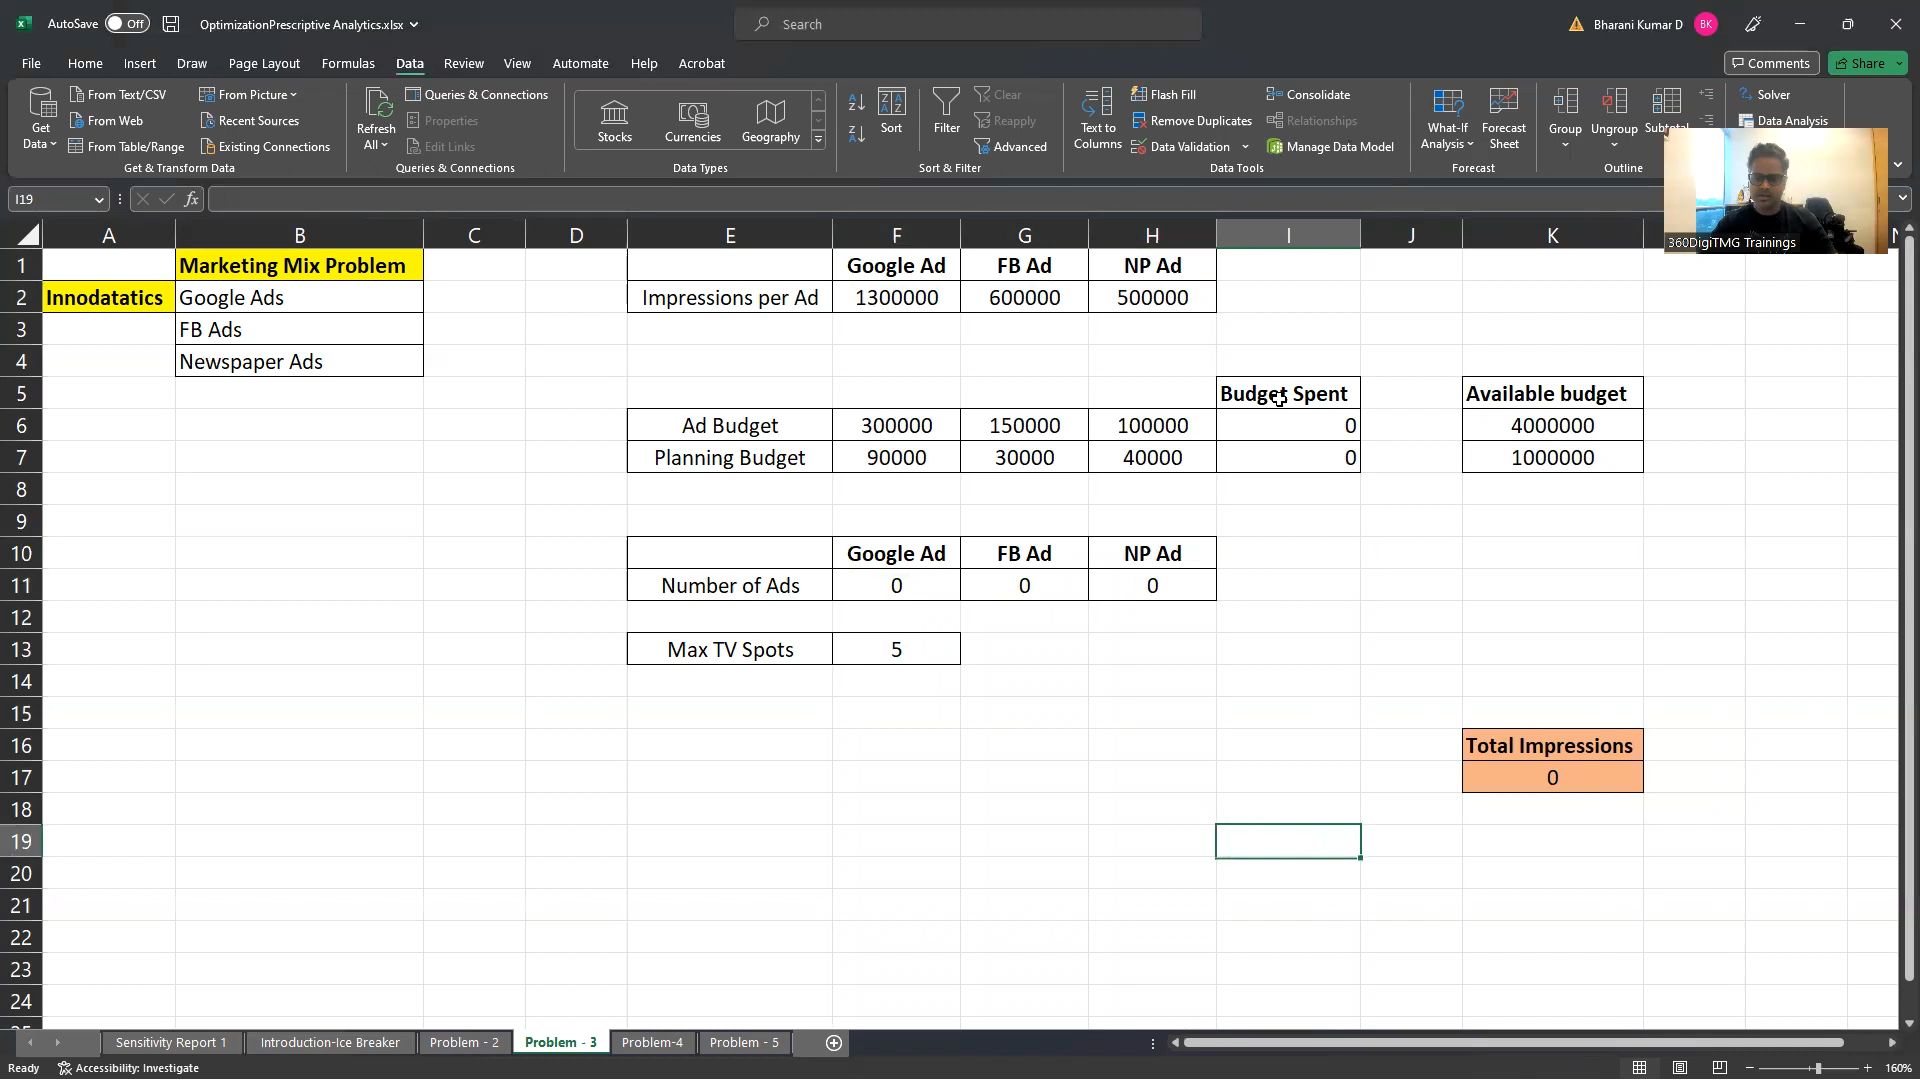 AutoSave Off OptimizationPrescriptive Analytics.xlsx Search Bharani Kumar D BK
File Home Insert Draw Page Layout Formulas Data Review View Automate Help Acrobat Comments Share
Get Data
From Text/CSV
From Web
From Table/Range
From Picture
Recent Sources
Existing Connections
Get & Transform Data
Refresh All
Queries & Connections
Properties
Edit Links
Queries & Connections
Stocks Currencies Geography
Data Types
Sort
Filter
Clear
Reapply
Advanced
Sort & Filter
Text to Columns
Flash Fill
Remove Duplicates
Data Validation
Consolidate
Relationships
Manage Data Model
Data Tools
What-If Analysis
Forecast Sheet
Forecast
Group Ungroup Subtotal
Outline
Solver
Data Analysis
360DigiTMG Trainings
I19 fx
A B C D E F G H I J K
1 Marketing Mix Problem Google Ad FB Ad NP Ad
2 Innodatatics Google Ads Impressions per Ad 1300000 600000 500000
3 FB Ads
4 Newspaper Ads
5 Budget Spent Available budget
6 Ad Budget 300000 150000 100000 0 4000000
7 Planning Budget 90000 30000 40000 0 1000000
8
9
10 Google Ad FB Ad NP Ad
11 Number of Ads 0 0 0
12
13 Max TV Spots 5
14
15
16 Total Impressions
17 0
18
19
20
21
22
23
24
Sensitivity Report 1 Introduction-Ice Breaker Problem - 2 Problem - 3 Problem-4 Problem - 5
Ready Accessibility: Investigate 160%